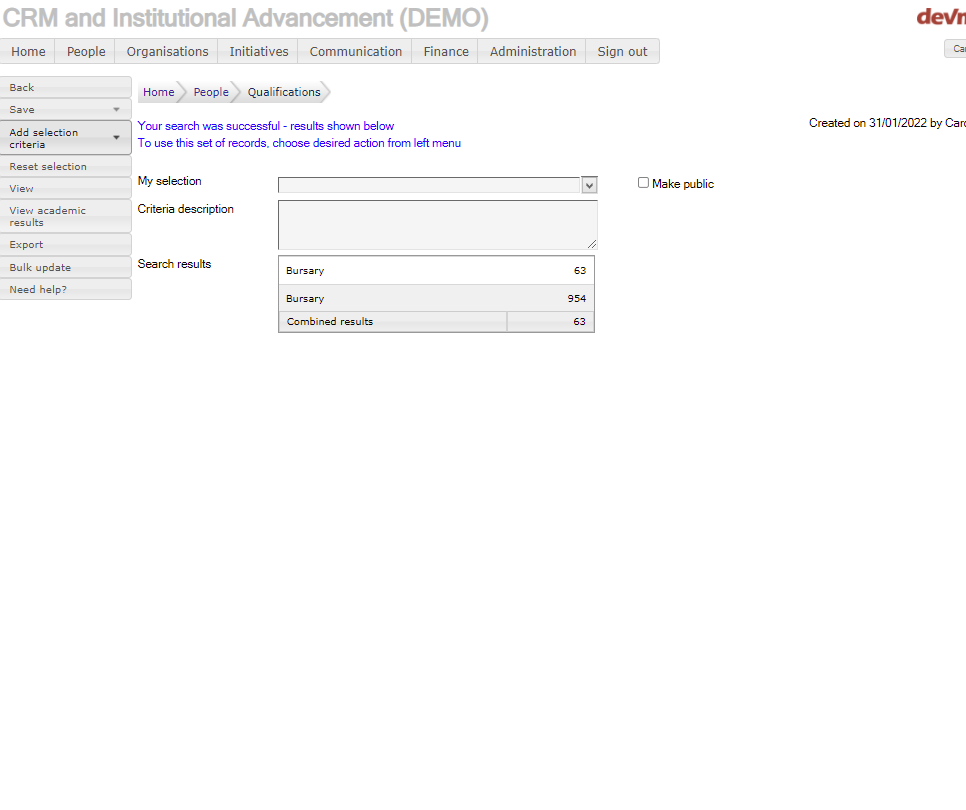 CRM and Institutional Advancement (DEMO)
Home People Organisations Initiatives Communication Finance Administration Sign out
Back
Save
Add selection
criteria
Reset selection
View
View academic
results
Export
Bulk update
Need help?
Home People Qualifications
Your search was successful - results shown below
To use this set of records, choose desired action from left menu
Created on 31/01/2022 by
My selection
Make public
Criteria description
Search results
Bursary 63
Bursary 954
Combined results 63